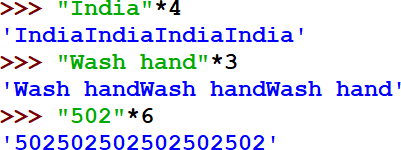 >>> "India"*4
'IndiaIndiaIndiaIndia'
>>> "Wash hand"*3
'Wash handWash handWash hand'
>>> "502"*6
'502502502502502502'